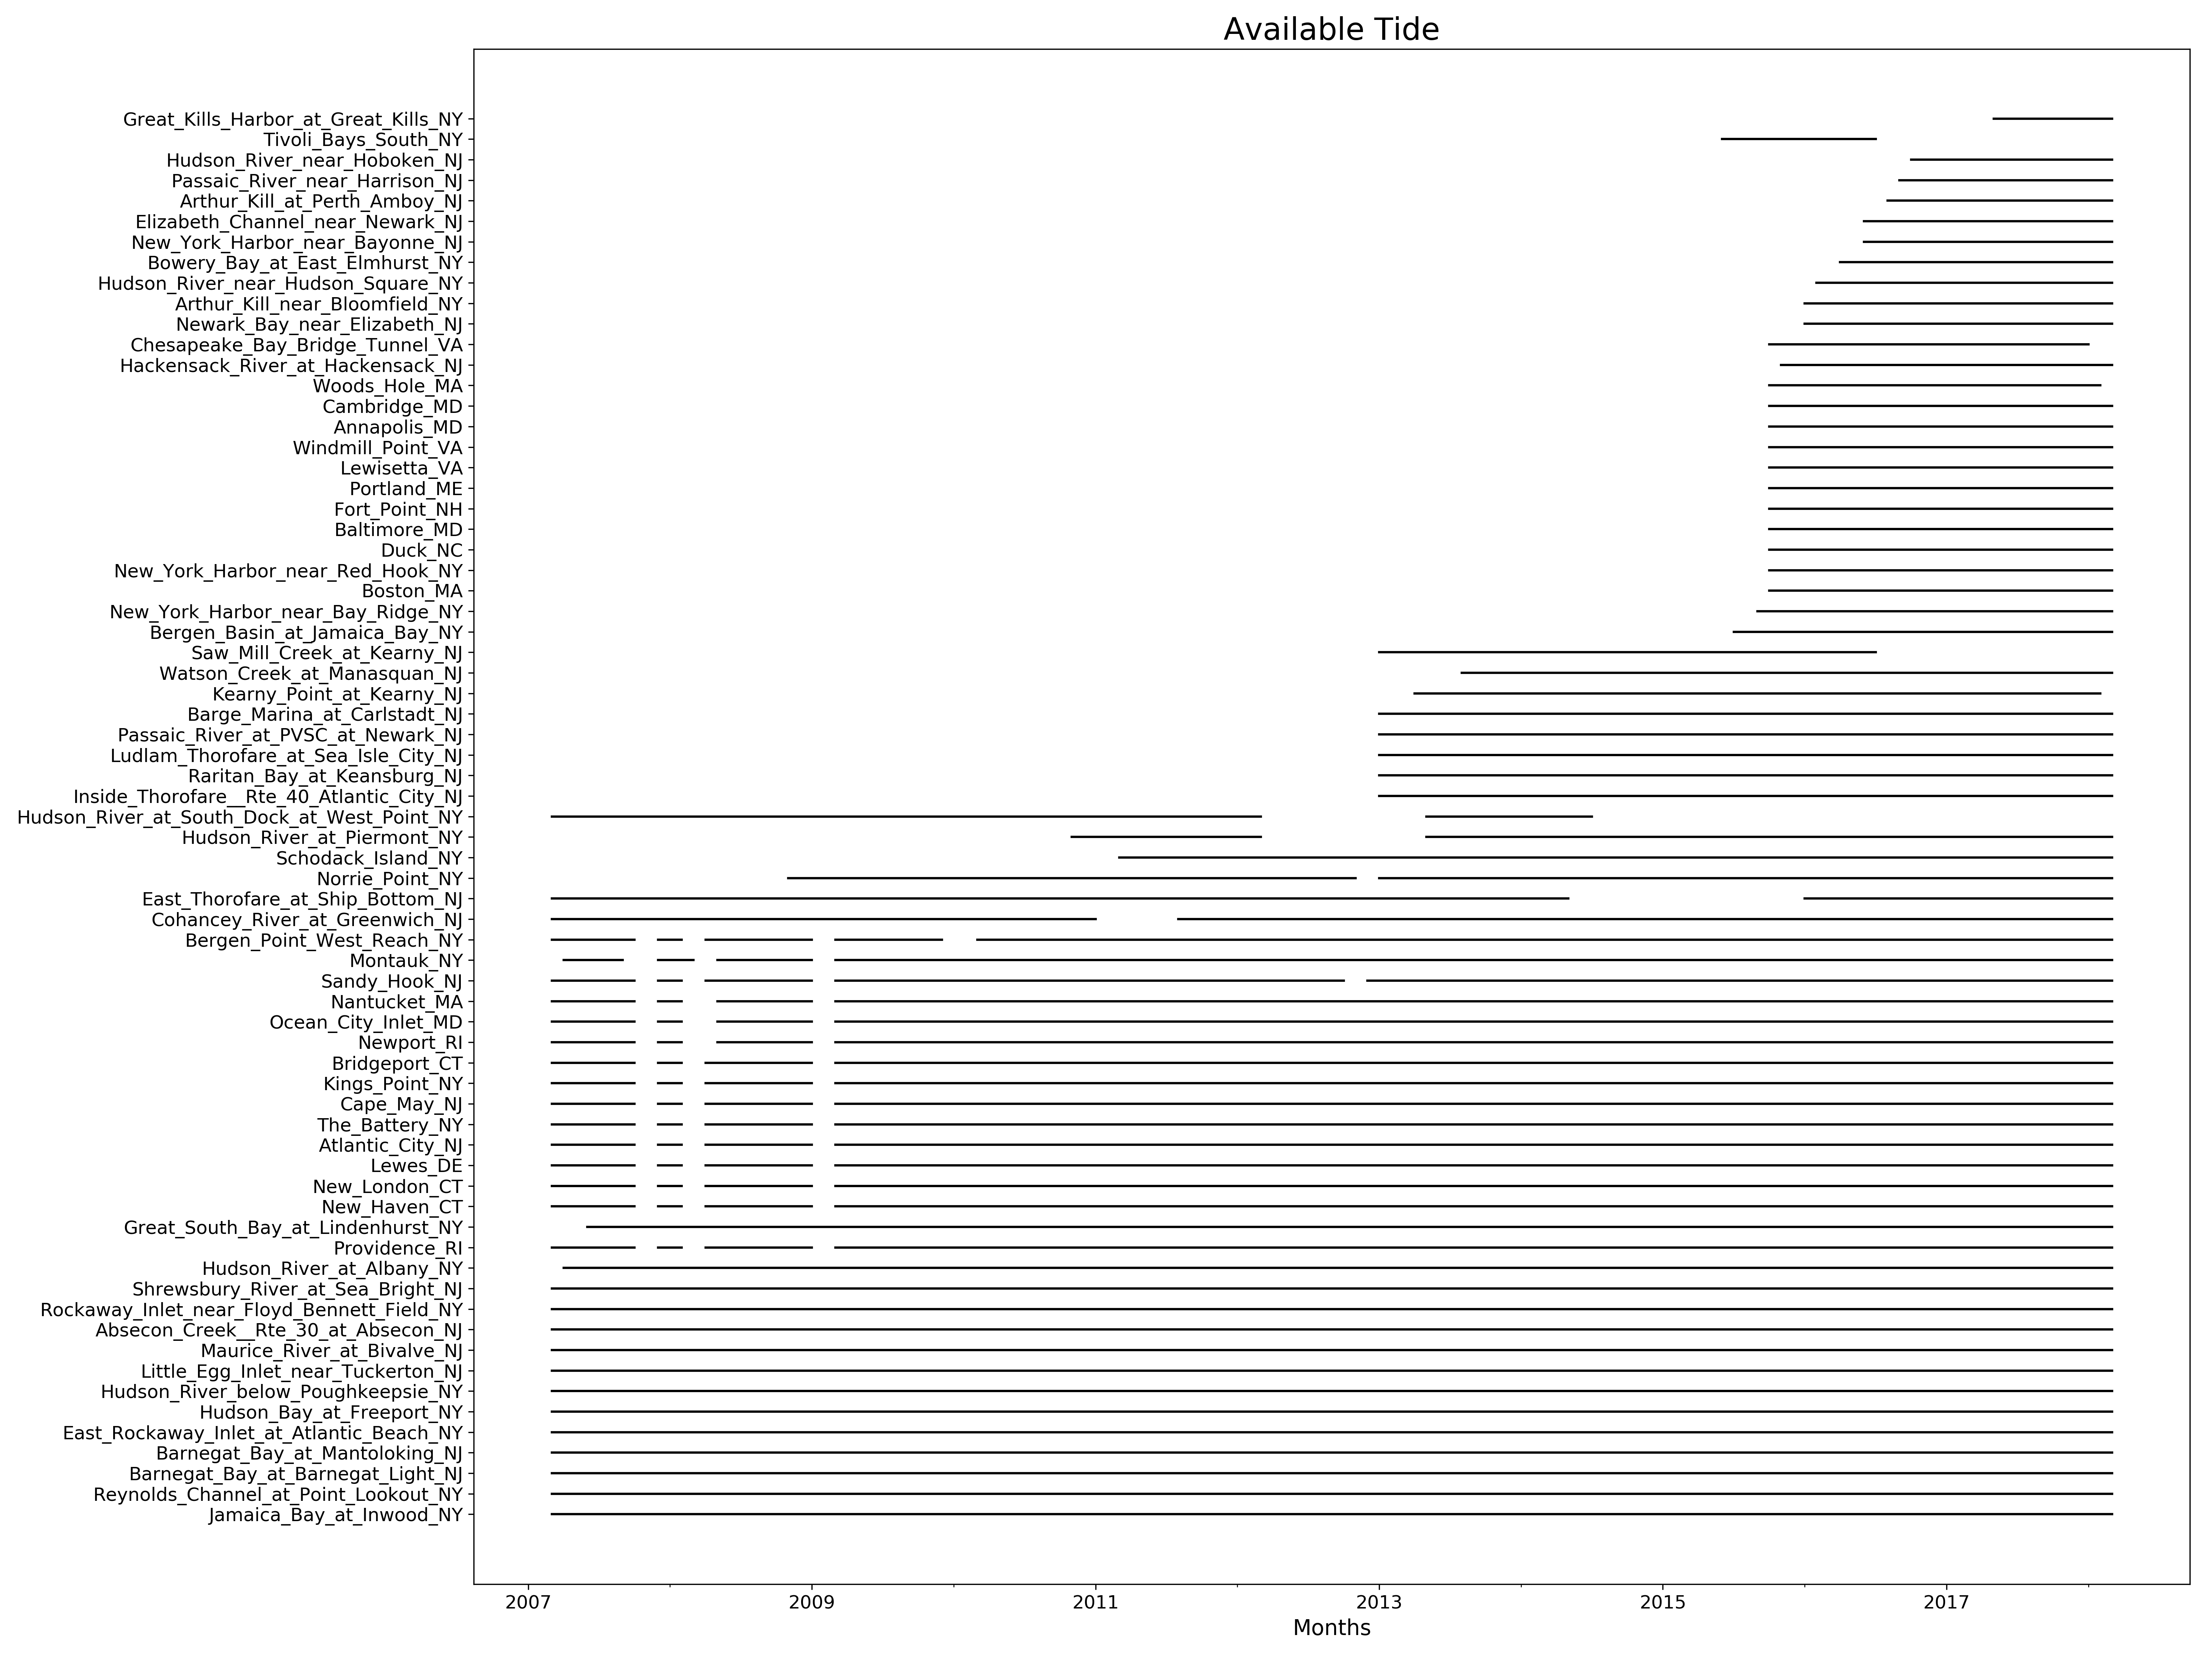 Available Tide
Great_Kills_Harbor_at_Great_Kills_NY
Tivoli_Bays_South_NY
Hudson_River_near_Hoboken_NJ
Passaic_River_near_Harrison_NJ
Arthur_Kill_at_Perth_Amboy_NJ
Elizabeth_Channel_near_Newark_NJ
New_York_Harbor_near_Bayonne_NJ
Bowery_Bay_at_East_Elmhurst_NY
Hudson_River_near_Hudson_Square_NY
Arthur_Kill_near_Bloomfield_NY
Newark_Bay_near_Elizabeth_NJ
Chesapeake_Bay_Bridge_Tunnel_VA
Hackensack_River_at_Hackensack_NJ
Woods_Hole_MA
Cambridge_MD
Annapolis_MD
Windmill_Point_VA
Lewisetta_VA
Portland_ME
Fort_Point_NH
Baltimore_MD
Duck_NC
New_York_Harbor_near_Red_Hook_NY
Boston_MA
New_York_Harbor_near_Bay_Ridge_NY
Bergen_Basin_at_Jamaica_Bay_NY
Saw_Mill_Creek_at_Kearny_NJ
Watson_Creek_at_Manasquan_NJ
Kearny_Point_at_Kearny_NJ
Barge_Marina_at_Carlstadt_NJ
Passaic_River_at_PVSC_at_Newark_NJ
Ludlam_Thorofare_at_Sea_Isle_City_NJ
Raritan_Bay_at_Keansburg_NJ
Inside_Thorofare__Rte_40_Atlantic_City_NJ
Hudson_River_at_South_Dock_at_West_Point_NY
Hudson_River_at_Piermont_NY
Schodack_Island_NY
Norrie_Point_NY
East_Thorofare_at_Ship_Bottom_NJ
Cohancey_River_at_Greenwich_NJ
Bergen_Point_West_Reach_NY
Montauk_NY
Sandy_Hook_NJ
Nantucket_MA
Ocean_City_Inlet_MD
Newport_RI
Bridgeport_CT
Kings_Point_NY
Cape_May_NJ
The_Battery_NY
Atlantic_City_NJ
Lewes_DE
New_London_CT
New_Haven_CT
Great_South_Bay_at_Lindenhurst_NY
Providence_RI
Hudson_River_at_Albany_NY
Shrewsbury_River_at_Sea_Bright_NJ
Rockaway_Inlet_near_Floyd_Bennett_Field_NY
Absecon_Creek__Rte_30_at_Absecon_NJ
Maurice_River_at_Bivalve_NJ
Little_Egg_Inlet_near_Tuckerton_NJ
Hudson_River_below_Poughkeepsie_NY
Hudson_Bay_at_Freeport_NY
East_Rockaway_Inlet_at_Atlantic_Beach_NY
Barnegat_Bay_at_Mantoloking_NJ
Barnegat_Bay_at_Barnegat_Light_NJ
Reynolds_Channel_at_Point_Lookout_NY
Jamaica_Bay_at_Inwood_NY
2007 2009 2011 2013 2015 2017
Months